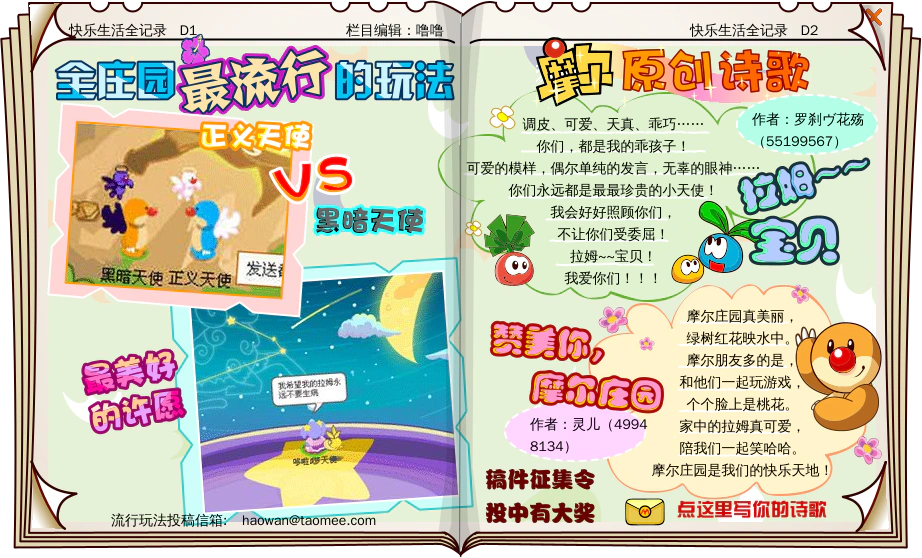 快乐生活全记录 D1
栏目编辑：噜噜
全庄园最流行的玩法
正义天使
VS
黑暗天使
黑暗天使 正义天使
发送
最美好
的许愿
我希望我的拉姆永
远不要生病
流行玩法投稿信箱: haowan@taomee.com
快乐生活全记录 D2
摩尔原创诗歌
作者：罗刹ヴ花殇
（55199567）
拉姆~~
宝贝
调皮、可爱、天真、乖巧……
你们，都是我的乖孩子！
可爱的模样，偶尔单纯的发言，无辜的眼神……
你们永远都是最最珍贵的小天使！
我会好好照顾你们，
不让你们受委屈！
拉姆~~宝贝！
我爱你们！！！
赞美你，
摩尔庄园
作者：灵儿（4994
8134）
摩尔庄园真美丽，
绿树红花映水中。
摩尔朋友多的是，
和他们一起玩游戏，
个个脸上是桃花。
家中的拉姆真可爱，
陪我们一起笑哈哈。
摩尔庄园是我们的快乐天地！
稿件征集令
投中有大奖
点这里写你的诗歌